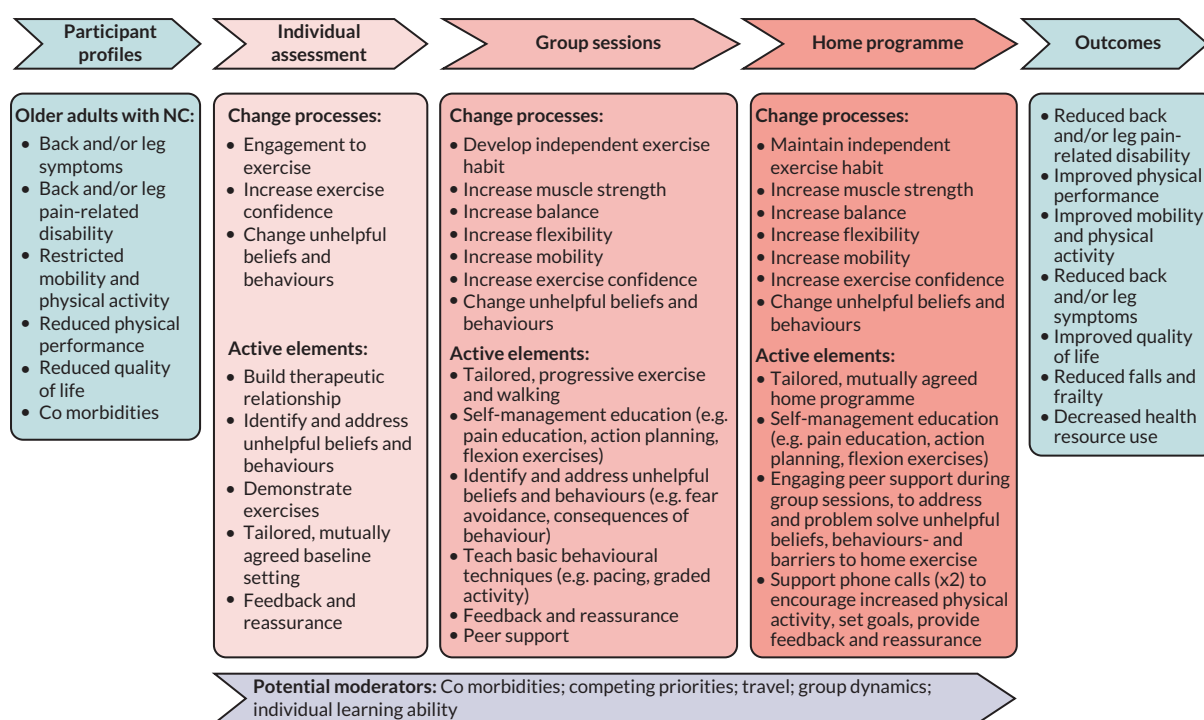 Participant
profiles
Individual
assessment
Group sessions
Home programme
Outcomes
Older adults with NC:
• Back and/or leg
symptoms
• Back and/or leg
pain-related
disability
• Restricted
mobility and
physical activity
• Reduced physical
performance
• Reduced quality
of life
• Co morbidities
Change processes:
• Engagement to
exercise
• Increase exercise
confidence
• Change unhelpful
beliefs and
behaviours
Active elements:
• Build therapeutic
relationship
• Identify and address
unhelpful beliefs and
behaviours
• Demonstrate
exercises
• Tailored, mutually
agreed baseline
setting
• Feedback and
reassurance
Change processes:
• Develop independent exercise
habit
• Increase muscle strength
• Increase balance
• Increase flexibility
• Increase mobility
• Increase exercise confidence
• Change unhelpful beliefs and
behaviours
Active elements:
• Tailored, progressive exercise
and walking
• Self-management education (e.g.
pain education, action planning,
flexion exercises)
• Identify and address unhelpful
beliefs and behaviours (e.g. fear
avoidance, consequences of
behaviour)
• Teach basic behavioural
techniques (e.g. pacing, graded
activity)
• Feedback and reassurance
• Peer support
Change processes:
• Maintain independent
exercise habit
• Increase muscle strength
• Increase balance
• Increase flexibility
• Increase mobility
• Increase exercise confidence
• Change unhelpful beliefs and
behaviours
Active elements:
• Tailored, mutually agreed
home programme
• Self-management education
(e.g. pain education, action
planning, flexion exercises)
• Engaging peer support during
group sessions, to address
and problem solve unhelpful
beliefs, behaviours- and
barriers to home exercise
• Support phone calls (x2) to
encourage increased physical
activity, set goals, provide
feedback and reassurance
• Reduced back
and/or leg pain-
related disability
• Improved physical
performance
• Improved mobility
and physical
activity
• Reduced back
and/or leg
symptoms
• Improved quality
of life
• Reduced falls and
frailty
• Decreased health
resource use
Potential moderators: Co morbidities; competing priorities; travel; group dynamics;
individual learning ability